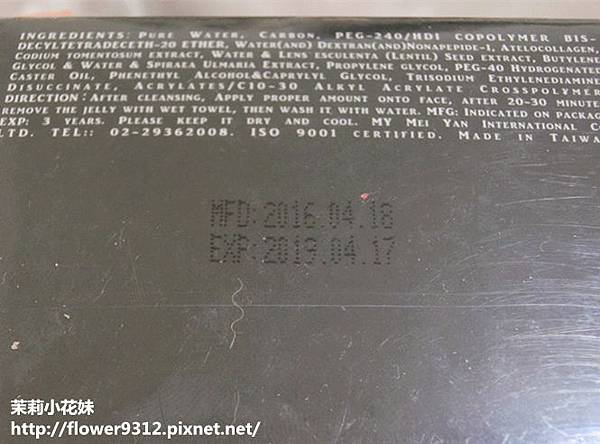 INGREDIENTS: PURE WATER, CARBON, PEG-240/HDI COPOLYMER BIS-
DECYLTETRADECETH-20 ETHER, WATER(AND) DEXTRAN(AND)NONAPEPIDE-1, ATELOCOLLAGEN,
CODIUM TOMENTOSUM EXTRACT, WATER & LENS ESCULENTA (LENTIL) SEED EXTRACT, BUTYLENE
GLYCOL & WATER & SPIRAEA ULMARIA EXTRACT, PROPYLENE GLYCOL, PEG-40 HYDROGENATE
CASTER OIL, PHENETHYL ALCOHOL&CAPRYLYL GLYCOL, TRISODIUM ETHYLENEDIAMINE
DISUCCINATE, ACRYLATES/C10-30 ALKYL ACRYLATE CROSSPOLYMER
DIRECTION: AFTER CLEANSING, APPLY PROPER AMOUNT ONTO FACE, AFTER 20-30 MINUTE
REMOVE THE JELLY WITH WET TOWEL, THEN WASH IT WITH WATER. MFG: INDICATED ON PACKAG
EXP: 3 YEARS. PLEASE KEEP IT DRY AND COOL. MY MEI YAN INTERNATIONAL CO
LTD. TEL:: 02-29362008. ISO 9001 CERTIFIED. MADE IN TAIWA
MFD:2016.04.18
EXP:2019.04.17
茉莉小花妹
http://flower9312.pixnet.net/